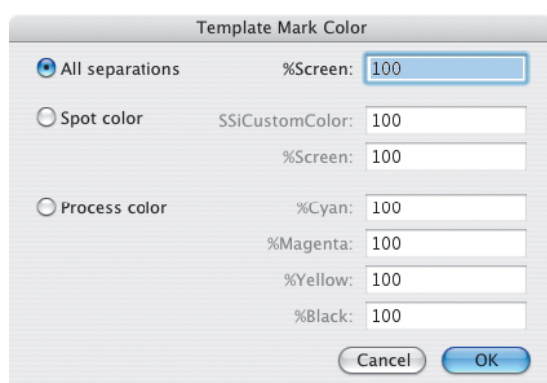 Template Mark Color
All separations %Screen: 100
Spot color SSiCustomColor: 100
%Screen: 100
Process color %Cyan: 100
%Magenta: 100
%Yellow: 100
%Black: 100
Cancel OK